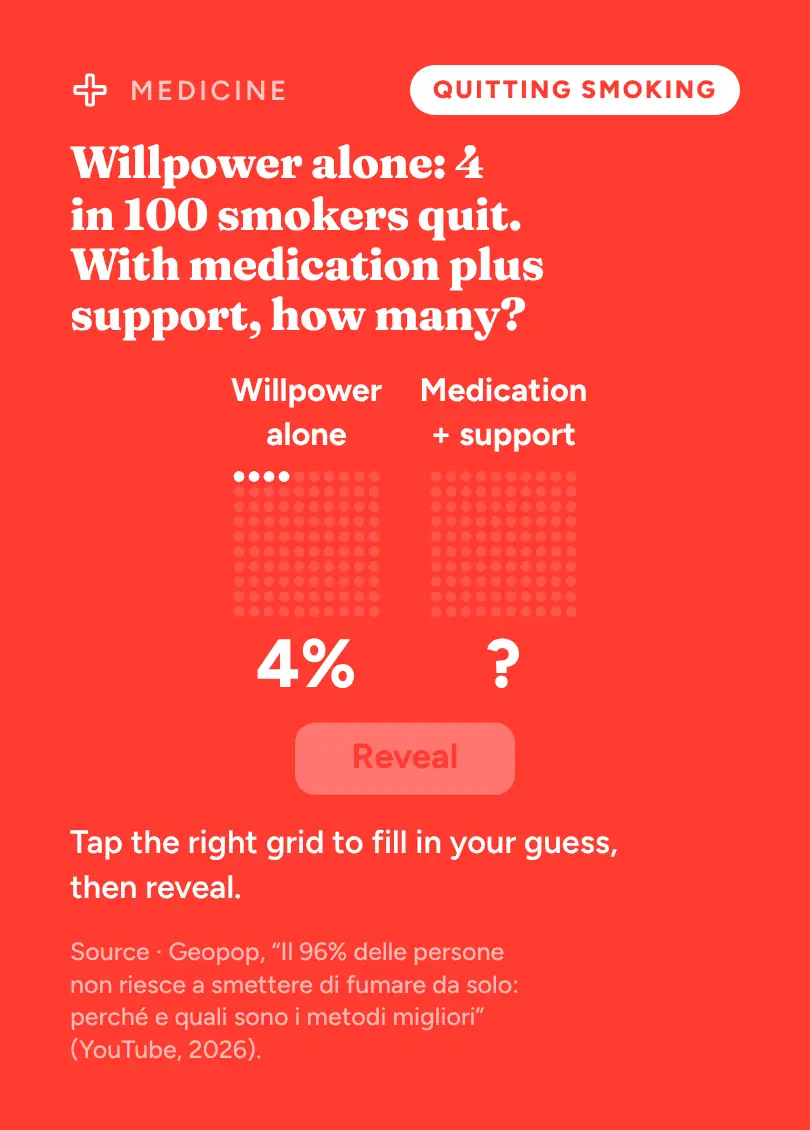 MEDICINE
QUITTING SMOKING
Willpower alone: 4
in 100 smokers quit.
With medication plus
support, how many?
Willpower
alone
Medication
+ support
4%
?
Reveal
Tap the right grid to fill in your guess,
then reveal.
Source · Geopop, “Il 96% delle persone
non riesce a smettere di fumare da solo:
perché e quali sono i metodi migliori”
(YouTube, 2026).